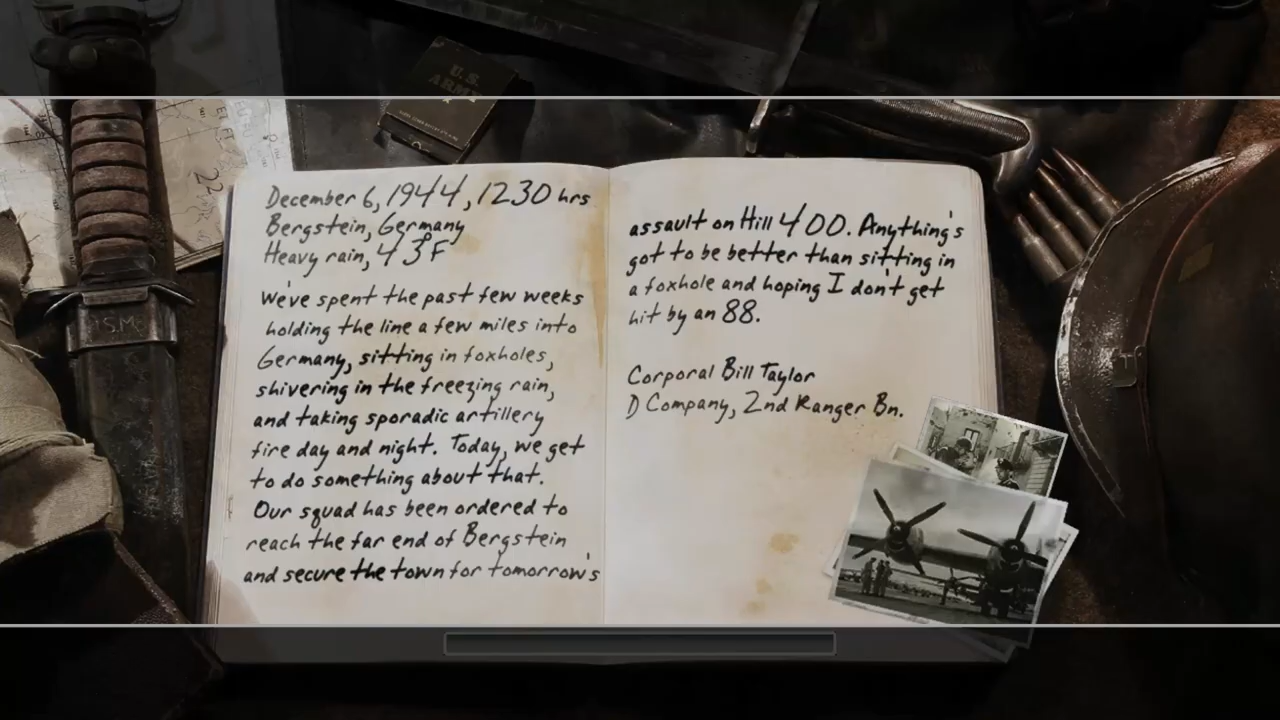 U.S.
ARMY
22
U.S.M.
December 6, 1944, 1230 hrs
Bergstein, Germany
Heavy rain, 43°F
We've spent the past few weeks
holding the line a few miles into
Germany, sitting in foxholes,
shivering in the freezing rain,
and taking sporadic artillery
fire day and night. Today, we get
to do something about that.
Our squad has been ordered to
reach the far end of Bergstein
and secure the town for tomorrow's
assault on Hill 400. Anything's
got to be better than sitting in
a foxhole and hoping I don't get
hit by an 88.
Corporal Bill Taylor
D Company, 2nd Ranger Bn.